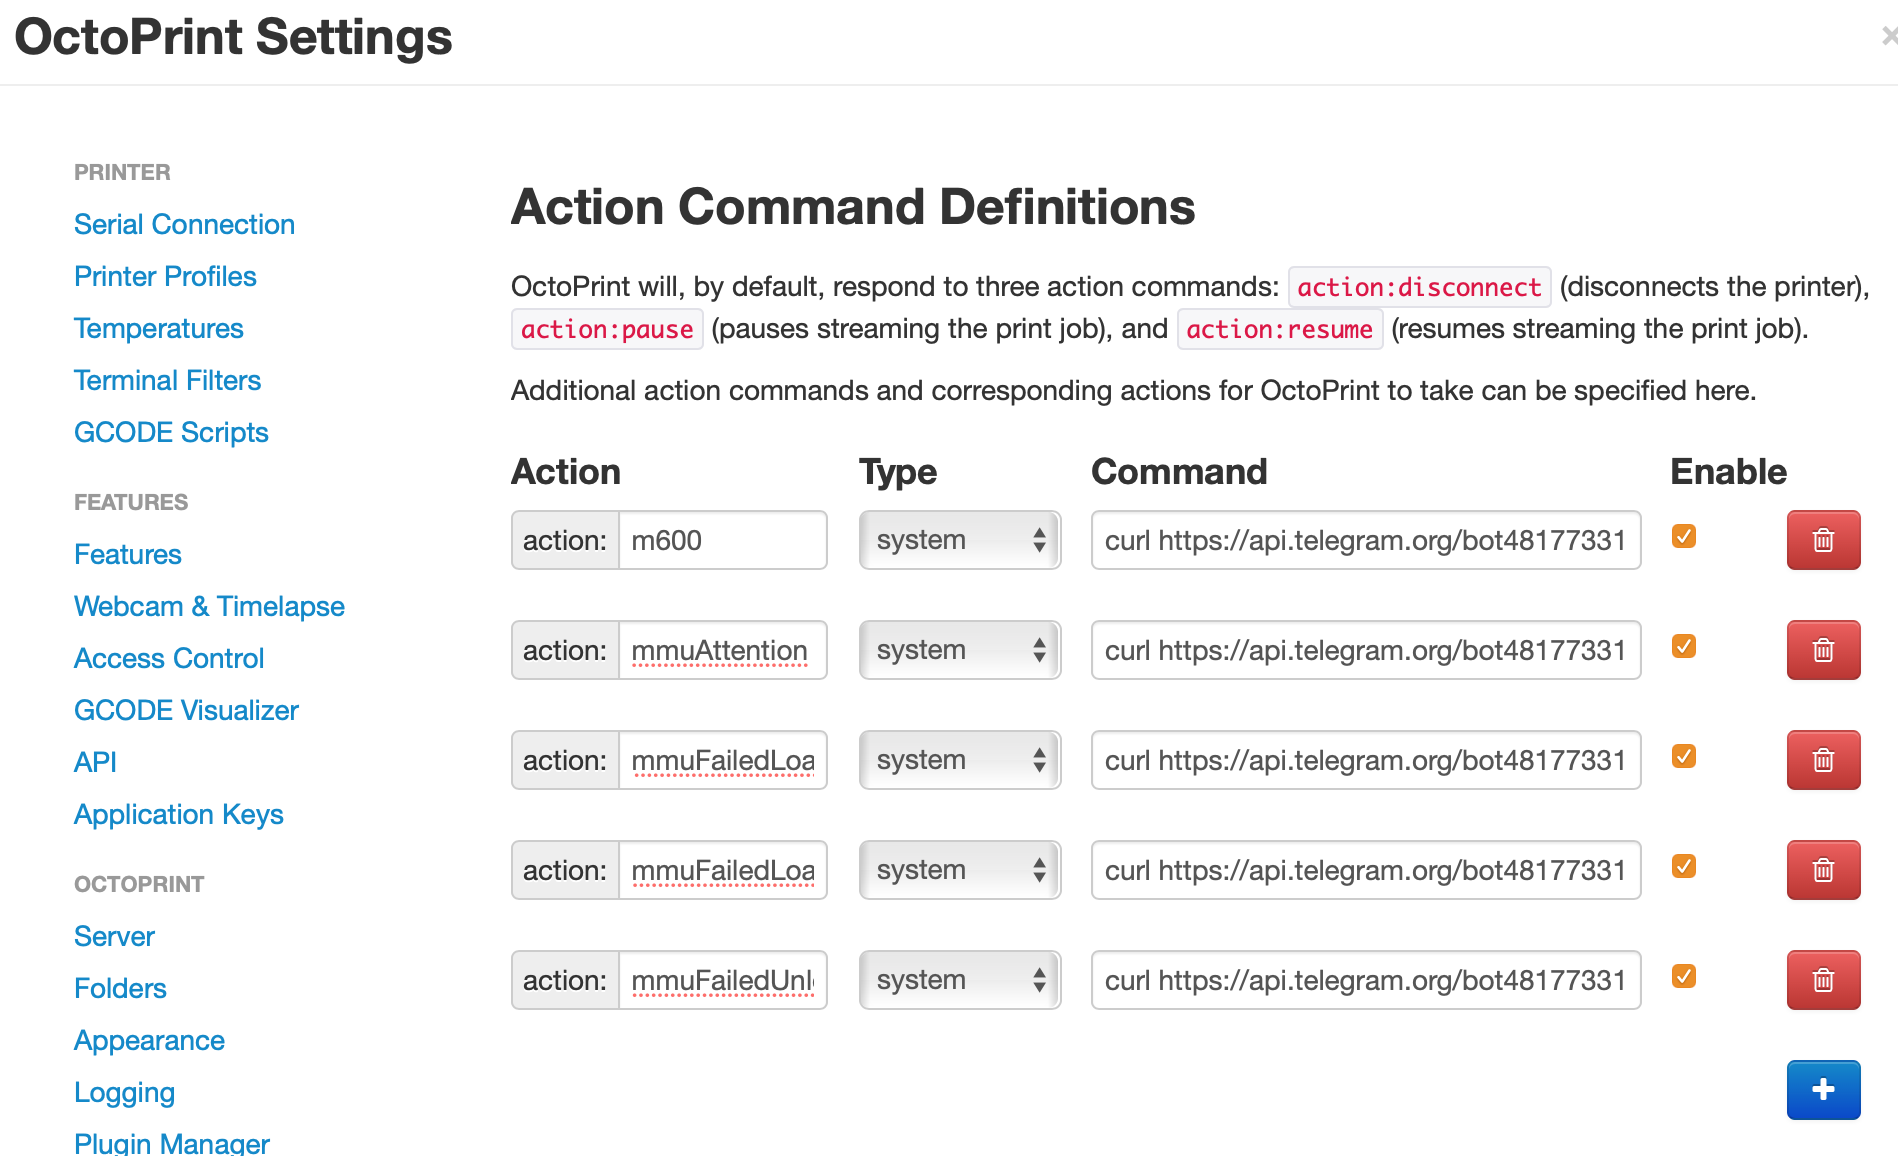 OctoPrint Settings
PRINTER
Serial Connection
Printer Profiles
Temperatures
Terminal Filters
GCODE Scripts
FEATURES
Features
Webcam & Timelapse
Access Control
GCODE Visualizer
API
Application Keys
OCTOPRINT
Server
Folders
Appearance
Logging
Plugin Manager
Action Command Definitions
OctoPrint will, by default, respond to three action commands: action:disconnect (disconnects the printer),
action:pause (pauses streaming the print job), and action:resume (resumes streaming the print job).
Additional action commands and corresponding actions for OctoPrint to take can be specified here.
Action Type Command Enable
action: m600 system curl https://api.telegram.org/bot48177331
action: mmuAttention system curl https://api.telegram.org/bot48177331
action: mmuFailedLoa system curl https://api.telegram.org/bot48177331
action: mmuFailedLoa system curl https://api.telegram.org/bot48177331
action: mmuFailedUnl system curl https://api.telegram.org/bot48177331